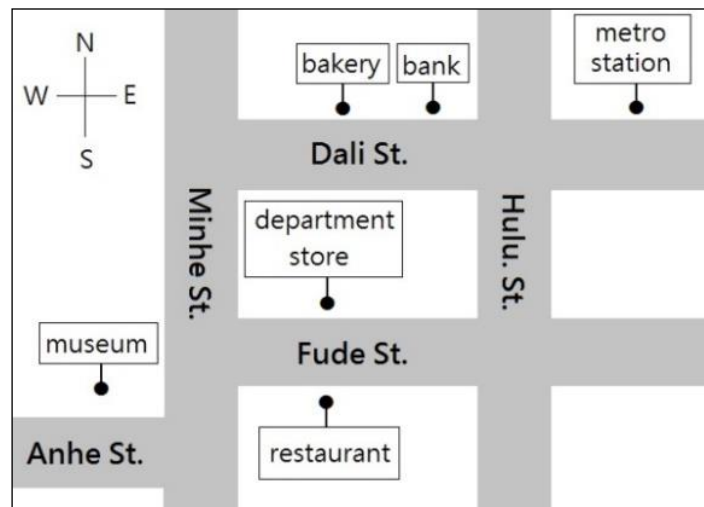 N
W
E
S
bakery
bank
metro
station
Dali St.
Minhe St.
Hulu. St.
department
store
museum
Fude St.
Anhe St.
restaurant